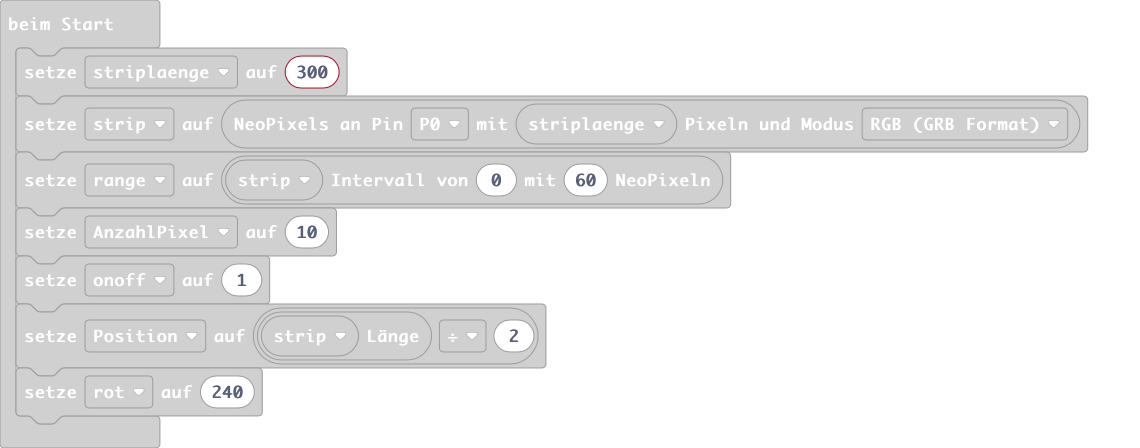 beim Start
setze striplaenge auf 300
setze strip auf NeoPixels an Pin P0 mit striplaenge Pixeln und Modus RGB (GRB Format)
setze range auf strip Intervall von 0 mit 60 NeoPixeln
setze AnzahlPixel auf 10
setze onoff auf 1
setze Position auf strip Länge ÷ 2
setze rot auf 240